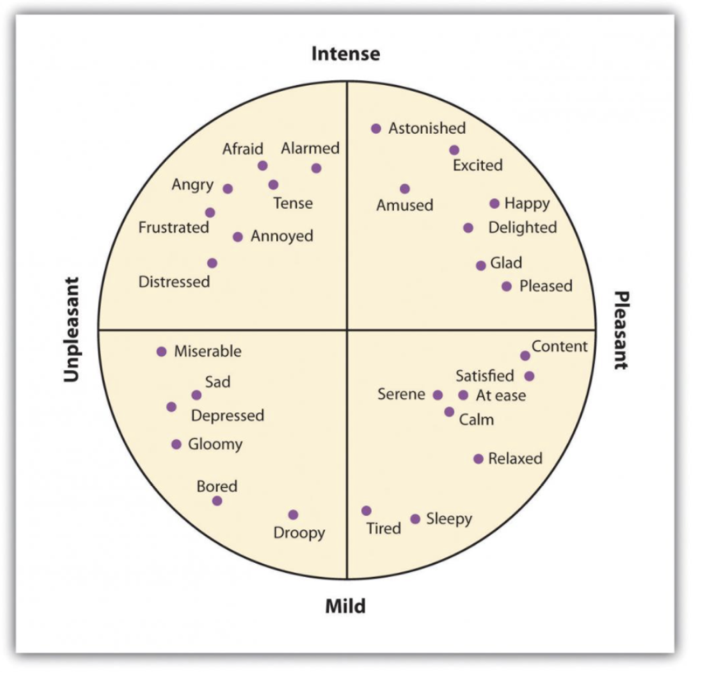 Intense
Astonished
Afraid
Alarmed
Excited
Angry
Tense
Amused
Happy
Frustrated
Annoyed
Delighted
Glad
Distressed
Pleased
Unpleasant
Pleasant
Miserable
Content
Sad
Satisfied
Depressed
Serene
At ease
Calm
Gloomy
Relaxed
Bored
Droopy
Tired
Sleepy
Mild